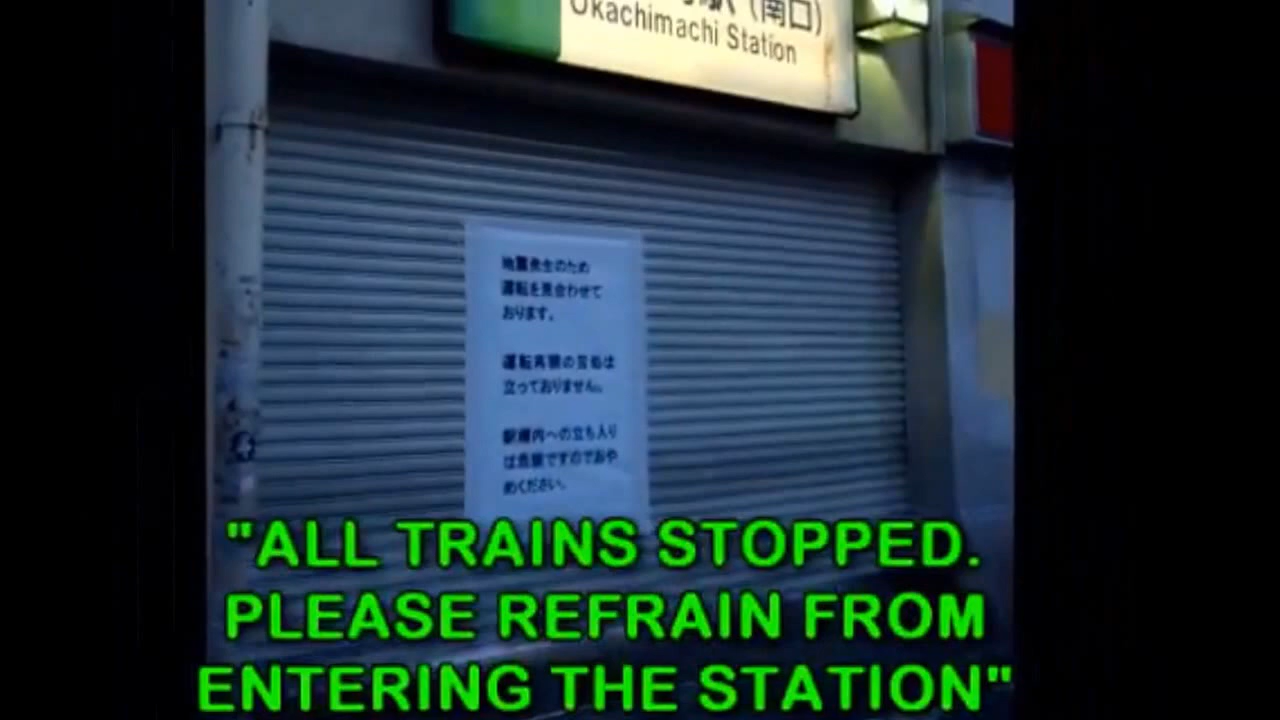 駅（南口）
Okachimachi Station
地震発生のため
運転を見合わせて
おります。
運転再開の見込は
立っておりません。
駅構内への立ち入り
は危険ですのでおや
めください。
"ALL TRAINS STOPPED.
PLEASE REFRAIN FROM
ENTERING THE STATION"